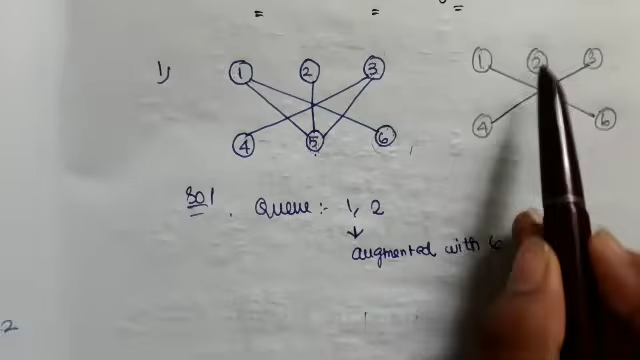 1) 1 2 3 1 2 3
4 5 6 4 6
Sol. Queue :- 1, 2
↓
augmented with 6
2